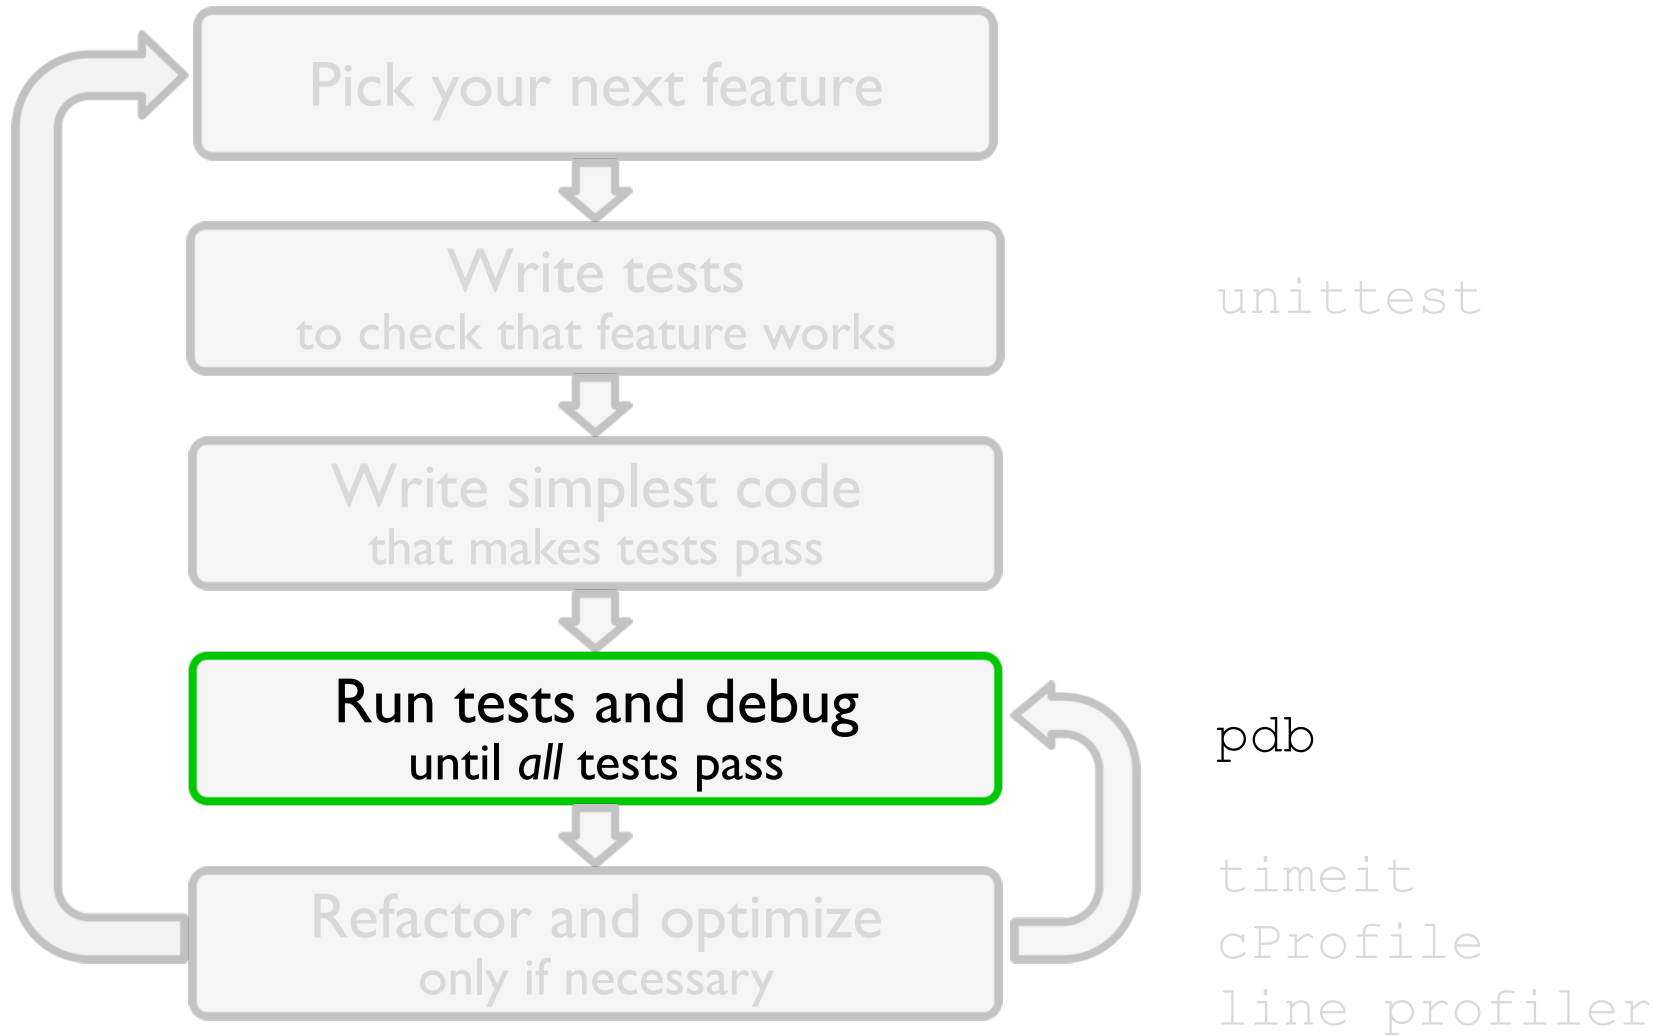 Pick your next feature
Write tests
to check that feature works
unittest
Write simplest code
that makes tests pass
Run tests and debug
until all tests pass
pdb
Refactor and optimize
only if necessary
timeit
cProfile
line profiler